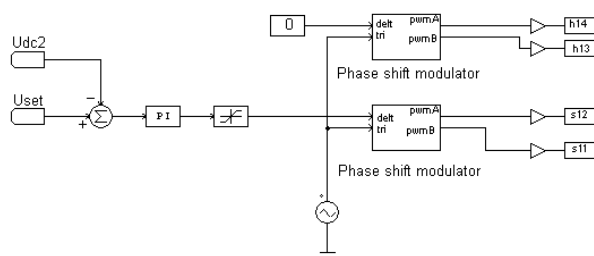 0
delt
tri
pwmA
pwmB
h14
h13
Phase shift modulator
Udc2
Uset
−
+
Σ
PI
delt
tri
pwmA
pwmB
s12
s11
Phase shift modulator